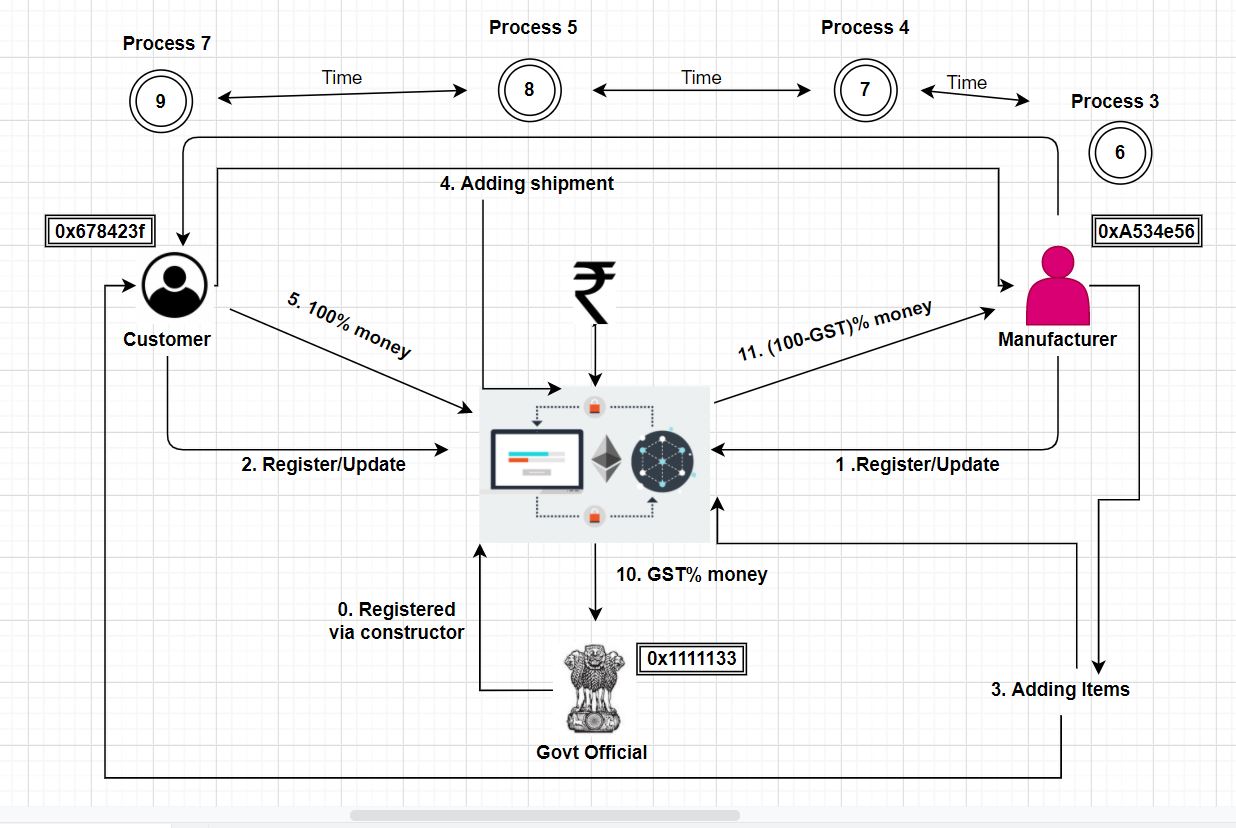 Process 7
Process 5
Process 4
Process 3
Time
Time
Time
9
8
7
6
4. Adding shipment
0x678423f
0xA534e56
₹
5. 100% money
11. (100-GST)% money
Customer
Manufacturer
2. Register/Update
1 .Register/Update
10. GST% money
0. Registered
via constructor
0x1111133
3. Adding Items
Govt Official